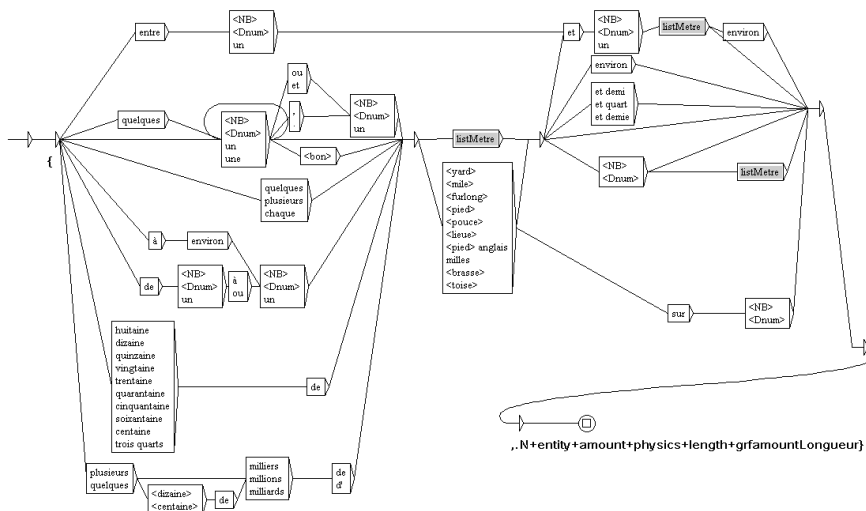 entre
<NB>
<Dnum>
un
et
<NB>
<Dnum>
un
listMetre
environ
quelques
<NB>
<Dnum>
un
une
ou
et
,
<NB>
<Dnum>
un
<bon>
environ
et demi
et quart
et demie
listMetre
<NB>
<Dnum>
listMetre
{
quelques
plusieurs
chaque
à
environ
de
<NB>
<Dnum>
un
à
ou
<NB>
<Dnum>
un
<yard>
<mile>
<furlong>
<pied>
<pouce>
<lieue>
<pied> anglais
milles
<brasse>
<toise>
sur
<NB>
<Dnum>
huitaine
dizaine
quinzaine
vingtaine
trentaine
quarantaine
cinquantaine
soixantaine
centaine
trois quarts
de
,.N+entity+amount+physics+length+grfamountLongueur}
plusieurs
quelques
<dizaine>
<centaine>
de
milliers
millions
milliards
de
d'